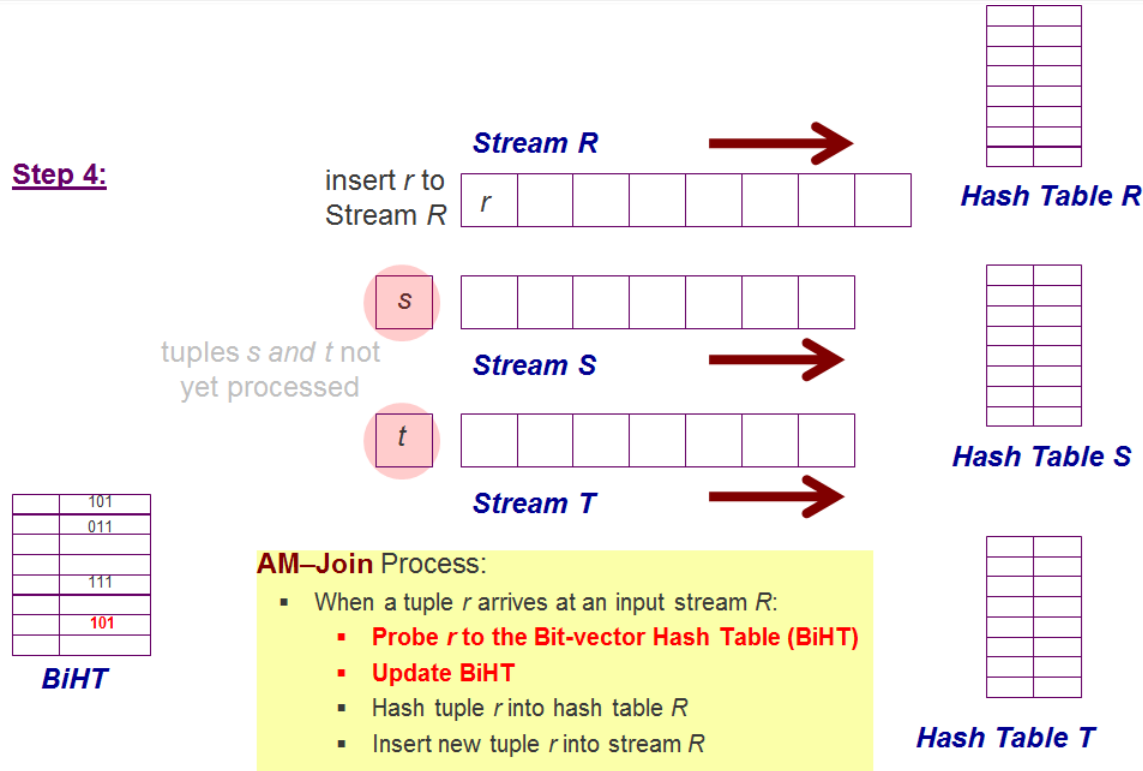 Step 4:
Stream R
insert r to
Stream R
r
Hash Table R
s
tuples s and t not
yet processed
Stream S
Hash Table S
t
Stream T
101
011
111
101
BiHT
AM–Join Process:
▪ When a tuple r arrives at an input stream R:
▪ Probe r to the Bit-vector Hash Table (BiHT)
▪ Update BiHT
▪ Hash tuple r into hash table R
▪ Insert new tuple r into stream R
Hash Table T